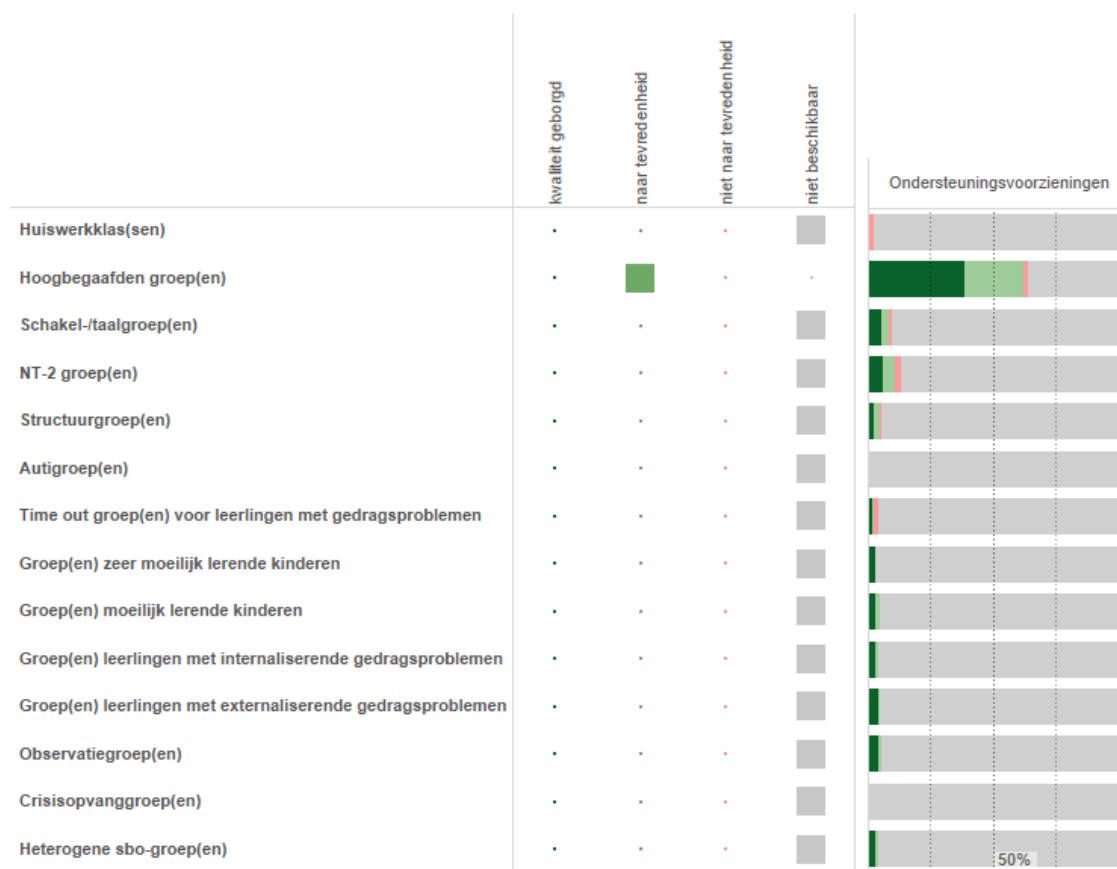 kwaliteit geborgd
naar tevredenheid
niet naar tevredenheid
niet beschikbaar
Ondersteuningsvoorzieningen
Huiswerkklas(sen)
Hoogbegaafden groep(en)
Schakel-/taalgroep(en)
NT-2 groep(en)
Structuurgroep(en)
Autigroep(en)
Time out groep(en) voor leerlingen met gedragsproblemen
Groep(en) zeer moeilijk lerende kinderen
Groep(en) moeilijk lerende kinderen
Groep(en) leerlingen met internaliserende gedragsproblemen
Groep(en) leerlingen met externaliserende gedragsproblemen
Observatiegroep(en)
Crisisopvanggroep(en)
Heterogene sbo-groep(en)
50%